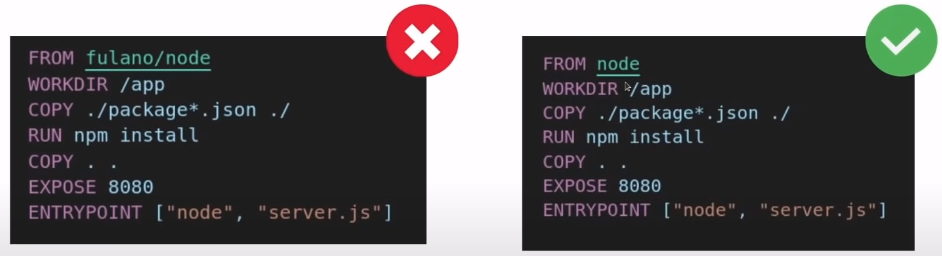 FROM fulano/node
WORKDIR /app
COPY ./package*.json ./
RUN npm install
COPY . .
EXPOSE 8080
ENTRYPOINT ["node", "server.js"]
FROM node
WORKDIR /app
COPY ./package*.json ./
RUN npm install
COPY . .
EXPOSE 8080
ENTRYPOINT ["node", "server.js"]